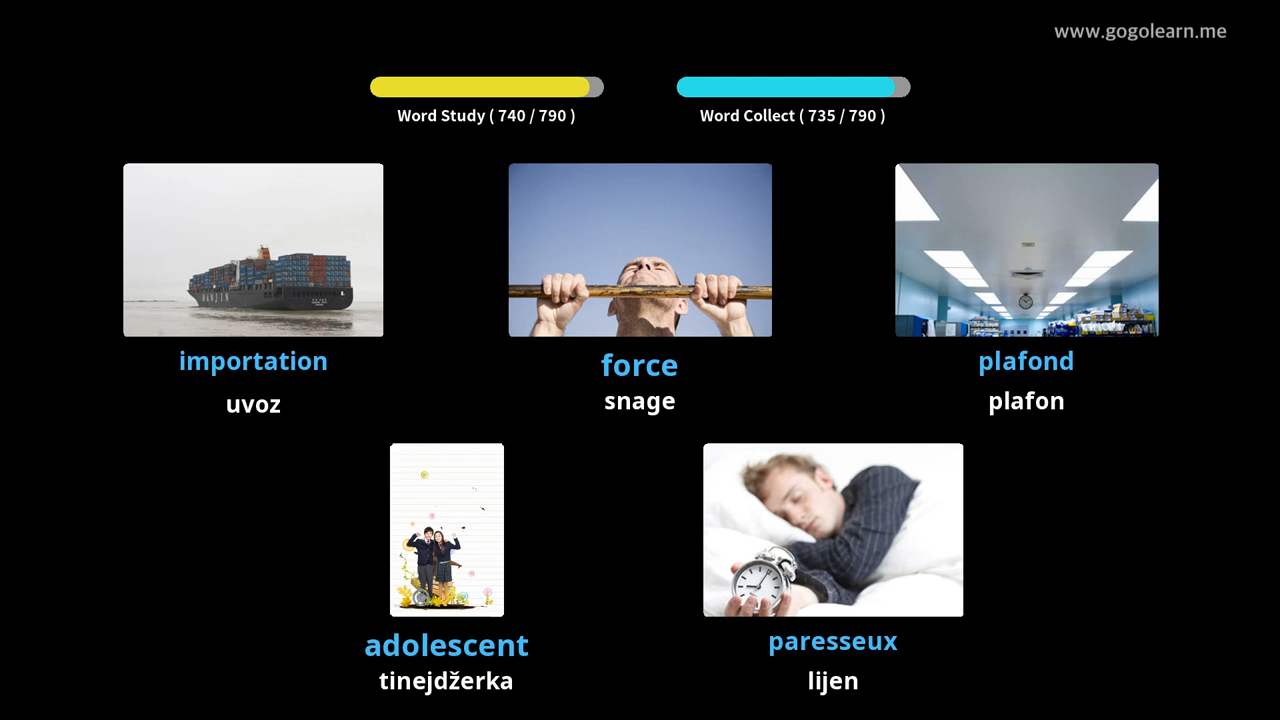 www.gogolearn.me
Word Study ( 740 / 790 )
Word Collect ( 735 / 790 )
importation
force
plafond
uvoz
snage
plafon
adolescent
paresseux
tinejdžerka
lijen